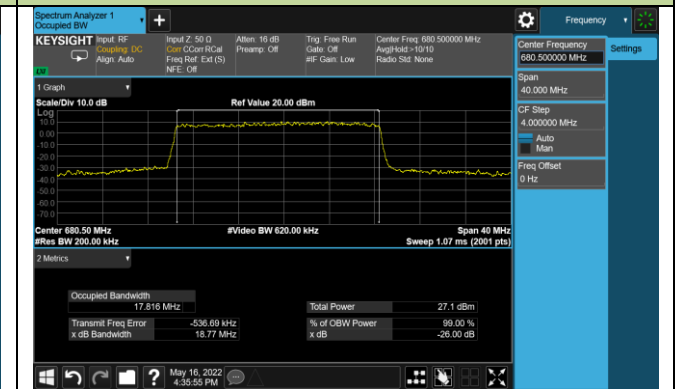 Spectrum Analyzer 1
Occupied BW
Frequency
KEYSIGHT
Input: RF
Coupling: DC
Align: Auto
Input Z: 50 Ω
Corr CCorr RCal
Freq Ref: Ext (S)
NFE: Off
Atten: 16 dB
Preamp: Off
Trig: Free Run
Gate: Off
#IF Gain: Low
Center Freq: 680.500000 MHz
Avg|Hold:>10/10
Radio Std: None
Center Frequency
680.500000 MHz
Settings
Span
40.000 MHz
CF Step
4.000000 MHz
Auto
Man
Freq Offset
0 Hz
1 Graph
Scale/Div 10.0 dB
Ref Value 20.00 dBm
Log
10.0
0.00
-10.0
-20.0
-30.0
-40.0
-50.0
-60.0
-70.0
Center 680.50 MHz
#Video BW 620.00 kHz
Span 40 MHz
#Res BW 200.00 kHz
Sweep 1.07 ms (2001 pts)
2 Metrics
Occupied Bandwidth
17.816 MHz
Total Power 27.1 dBm
Transmit Freq Error -536.69 kHz
% of OBW Power 99.00 %
x dB Bandwidth 18.77 MHz
x dB -26.00 dB
?
May 16, 2022
4:35:55 PM